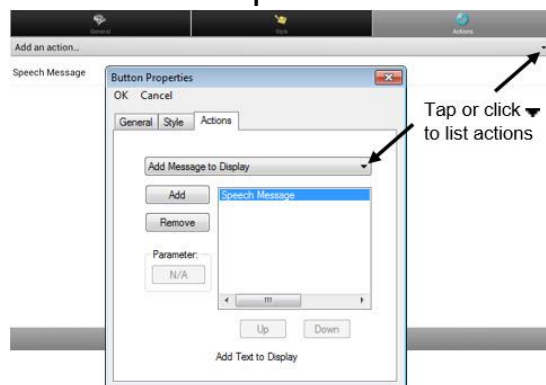 General Style Actions
Add an action...
Speech Message
Button Properties
OK Cancel
General Style Actions
Tap or click
to list actions
Add Message to Display
Add
Speech Message
Remove
Parameter:
N/A
Up Down
Add Text to Display